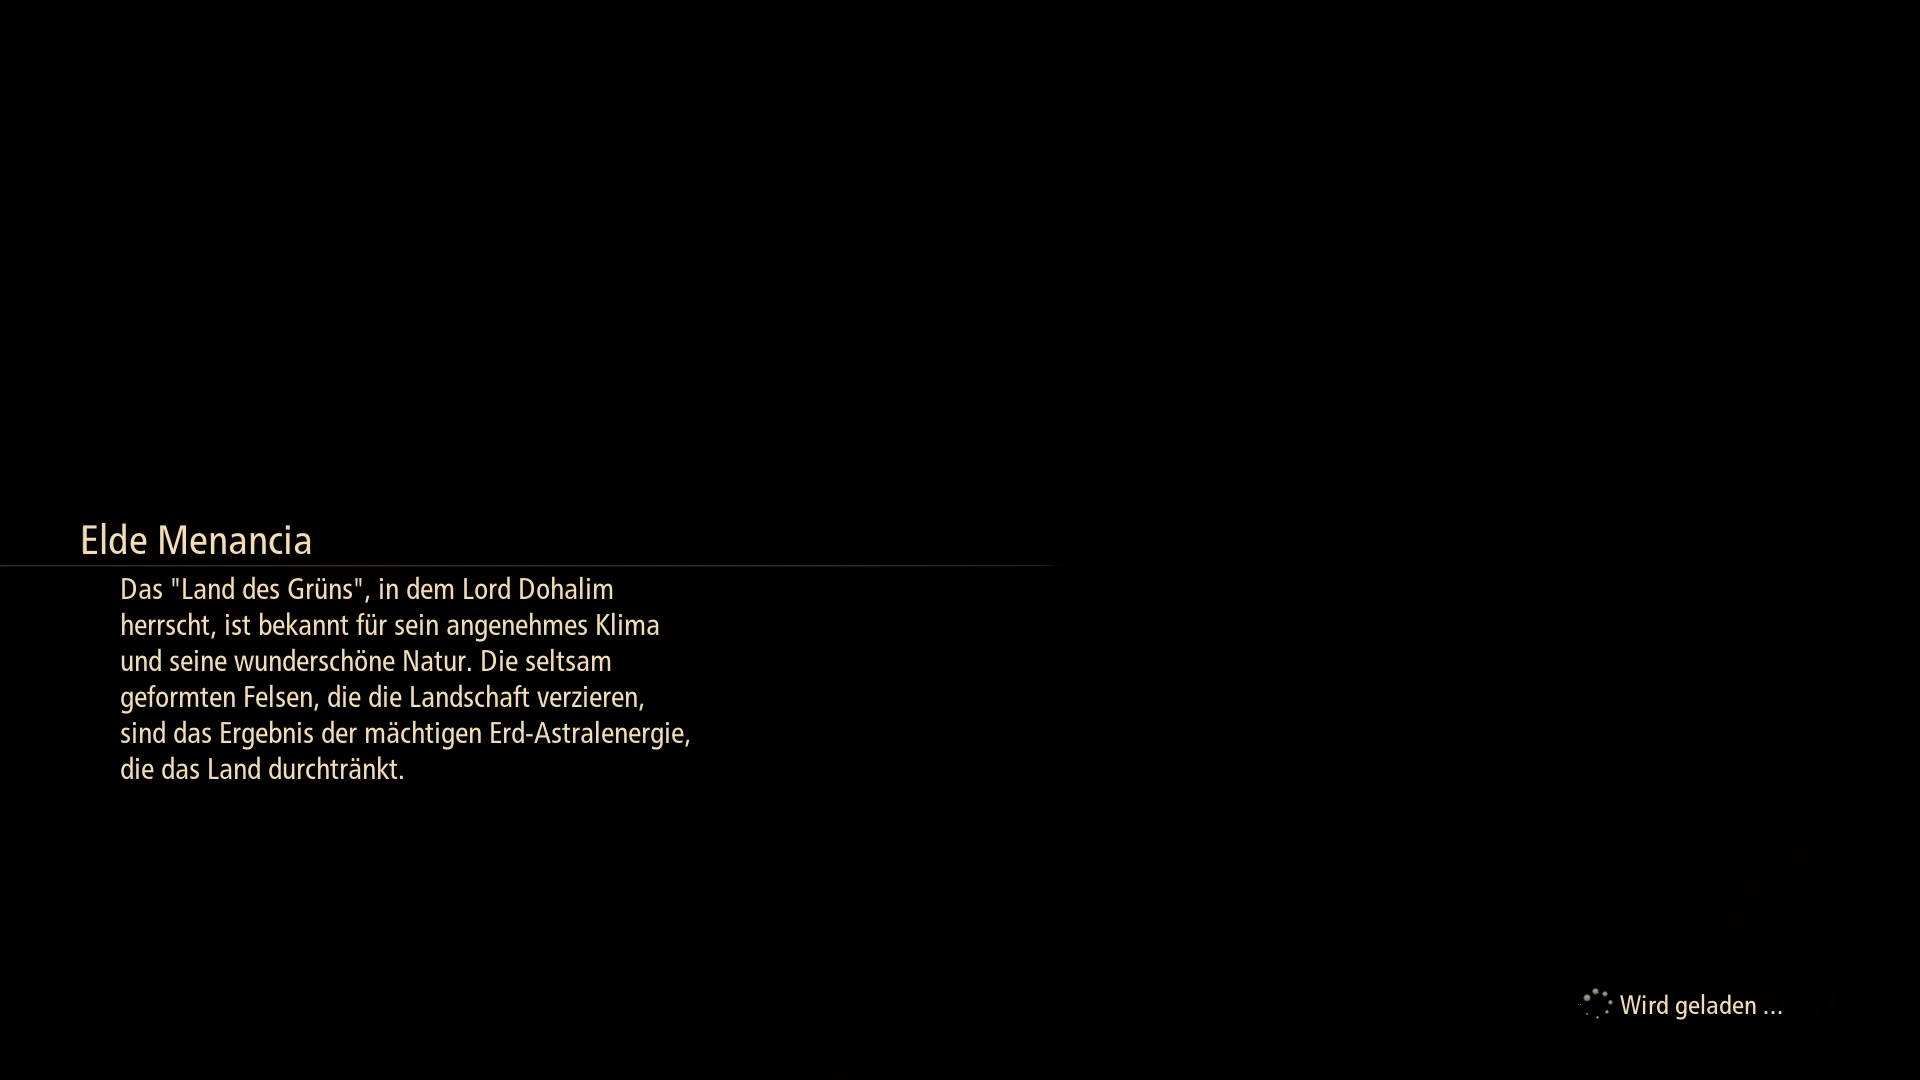 Elde Menancia
Das "Land des Grüns", in dem Lord Dohalim
herrscht, ist bekannt für sein angenehmes Klima
und seine wunderschöne Natur. Die seltsam
geformten Felsen, die die Landschaft verzieren,
sind das Ergebnis der mächtigen Erd-Astralenergie,
die das Land durchtränkt.
Wird geladen ...